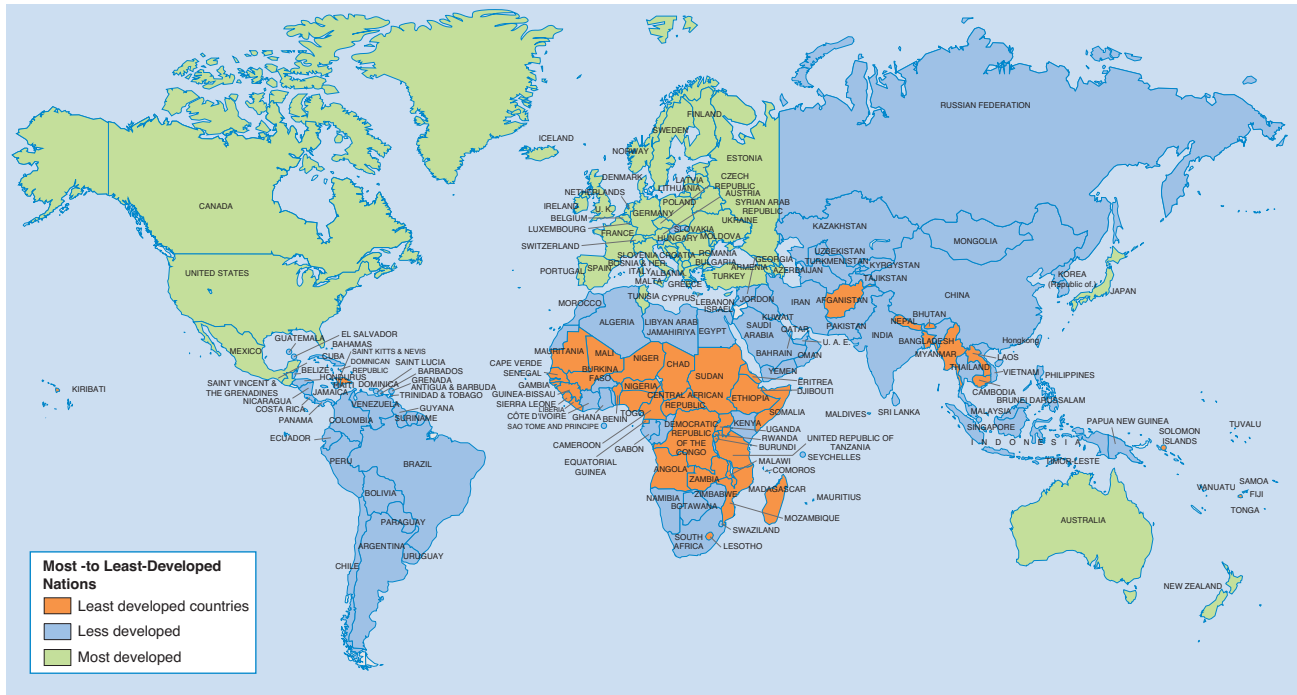 RUSSIAN FEDERATION
FINLAND
ICELAND
SWEDEN
NORWAY
ESTONIA
DENMARK
LATVIA
CZECH
REPUBLIC
LITHUANIA
NETHERLANDS
AUSTRIA
POLAND
IRELAND
U. K.
SYRIAN ARAB
REPUBLIC
CANADA
GERMANY
BELGIUM
UKRAINE
LUXEMBOURG
SLOVAKIA
KAZAKHSTAN
FRANCE
HUNGARY
MOLDOVA
MONGOLIA
SWITZERLAND
SLOVENIA
CROATIA
ROMANIA
UZBEKISTAN
BOSNIA & HER.
BULGARIA
GEORGIA
TURKMENISTAN
KYRGYSTAN
UNITED STATES
PORTUGAL
SPAIN
ITALY
ALBANIA
ARMENIA
AZERBAIJAN
TURKEY
TAJKISTAN
KOREA
(Republic of.)
MALTA
GREECE
JAPAN
TUNISIA
CYPRUS
LEBANON
CHINA
MOROCCO
ISRAEL
JORDON
IRAN
AFGANISTAN
ALGERIA
LIBYAN ARAB
JAMAHIRIYA
EGYPT
KUWAIT
SAUDI
ARABIA
QATAR
PAKISTAN
BHUTAN
NEPAL
INDIA
EL SALVADOR
GUATEMALA
BAHAMAS
U. A. E.
BANGLADESH
Hongkong
MEXICO
CUBA
SAINT KITTS & NEVIS
MAURITANIA
MALI
NIGER
CHAD
BAHRAIN
OMAN
MYANMAR
LAOS
DOMNICAN
REPUBLIC
SAINT LUCIA
BELIZE
CAPE VERDE
BURKINA
FASO
SUDAN
YEMEN
THAILAND
VIETNAM
PHILIPPINES
BARBADOS
HONDURUS
SENEGAL
ERITREA
KIRIBATI
SAINT VINCENT &
THE GRENADINES
HAITI
DOMINICA
GRENADA
GAMBIA
NIGERIA
DJIBOUTI
ETHIOPIA
CAMBODIA
ANTIGUA & BARBUDA
JAMAICA
TRINIDAD & TOBAGO
GUINEA-BISSAU
CENTRAL AFRICAN
REPUBLIC
BRUNEI DARUSSALAM
NICARAGUA
VENEZUELA
SIERRA LEONE
LIBERIA
SOMALIA
MALDIVES
SRI LANKA
MALAYSIA
COSTA RICA
GUYANA
CÔTE D'IVOIRE
GHANA
BENIN
TOGO
PANAMA
COLOMBIA
SURINAME
SAO TOME AND PRINCIPE
DEMOCRATIC
REPUBLIC
OF THE
CONGO
KENYA
UGANDA
SINGAPORE
PAPUA NEW GUINEA
SOLOMON
ISLANDS
TUVALU
ECUADOR
CAMEROON
RWANDA
UNITED REPUBLIC OF
TANZANIA
I N D O N E S I A
GABON
BURUNDI
SEYCHELLES
PERU
BRAZIL
EQUATORIAL
GUINEA
ANGOLA
MALAWI
TIMOR-LESTE
ZAMBIA
COMOROS
BOLIVIA
MADAGASCAR
VANUATU
SAMOA
FIJI
NAMIBIA
ZIMBABWE
MAURITIUS
BOTAWANA
TONGA
PARAGUAY
MOZAMBIQUE
AUSTRALIA
SWAZILAND
SOUTH
AFRICA
LESOTHO
ARGENTINA
URUGUAY
CHILE
NEW ZEALAND
Most -to Least-Developed
Nations
Least developed countries
Less developed
Most developed